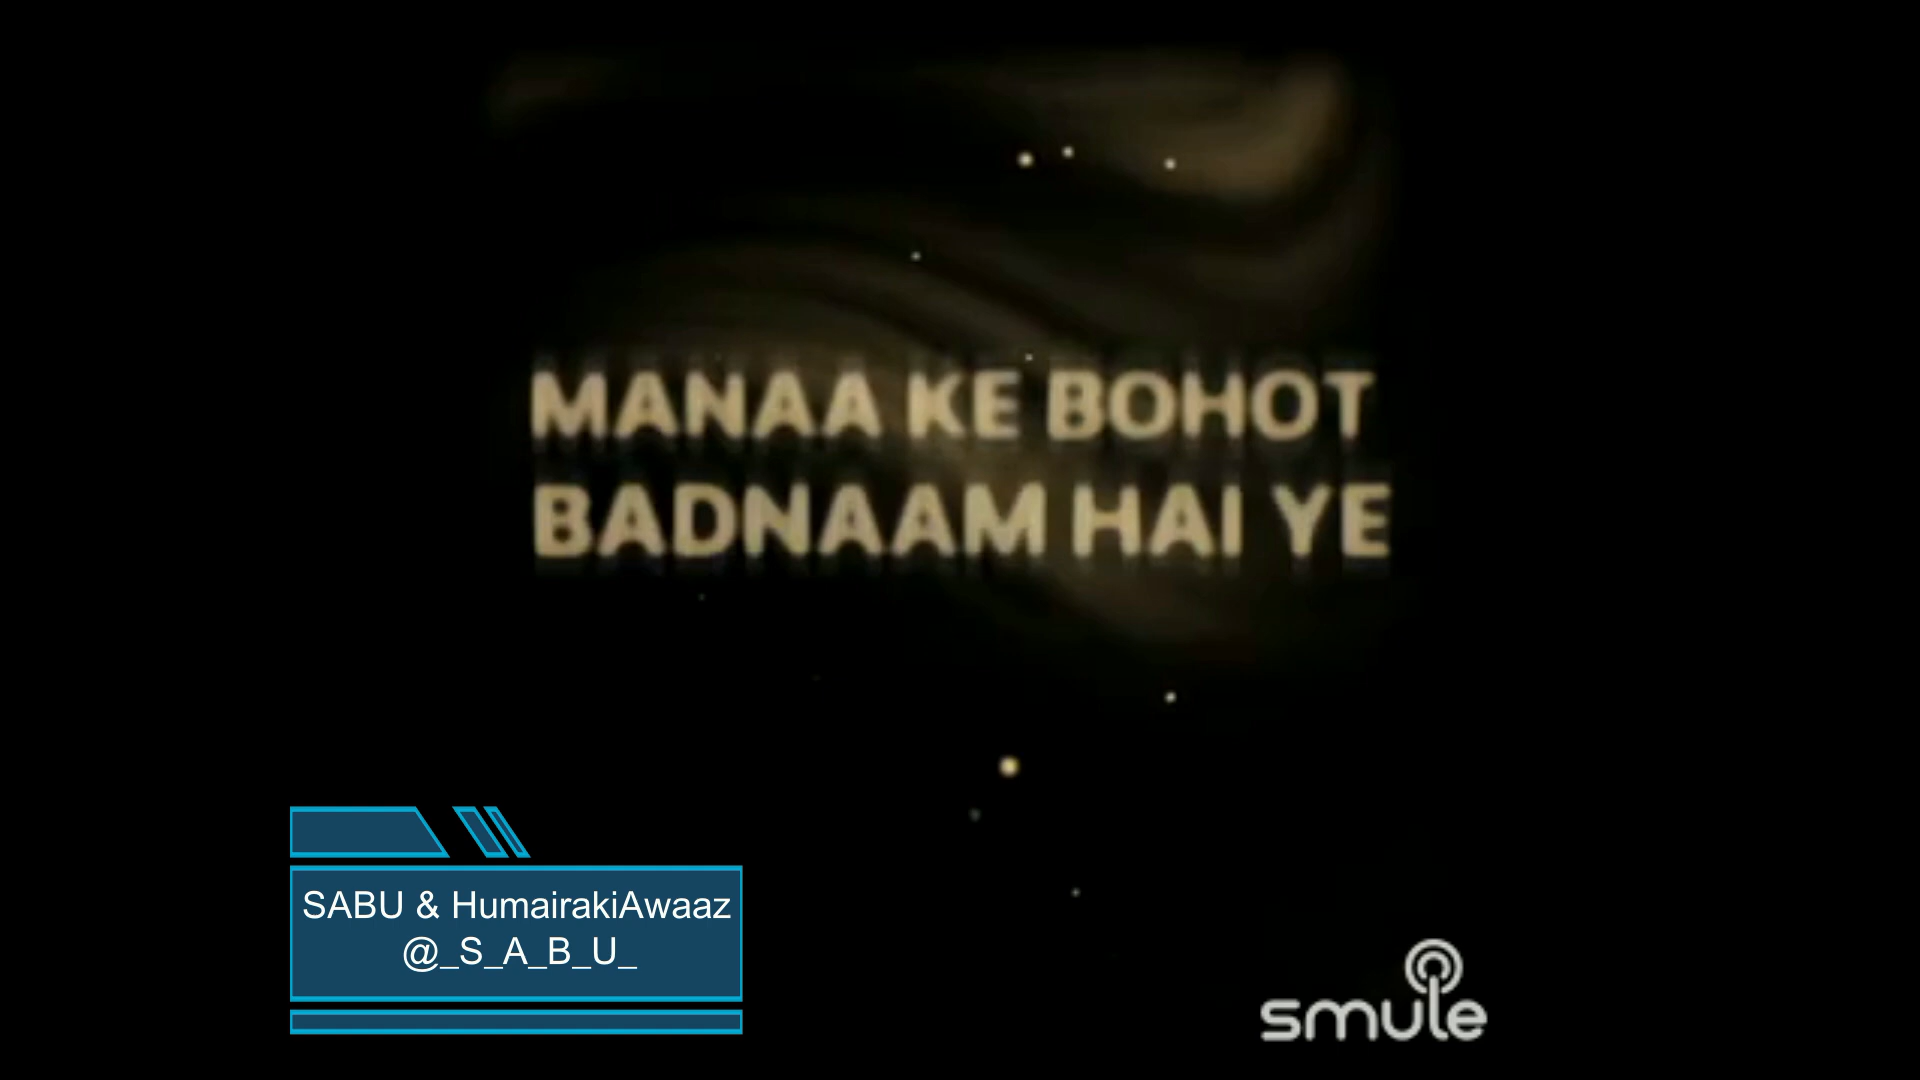 MANAA KE BOHOT
BADNAAM HAI YE
SABU & HumairakiAwaaz
@_S_A_B_U_
smule